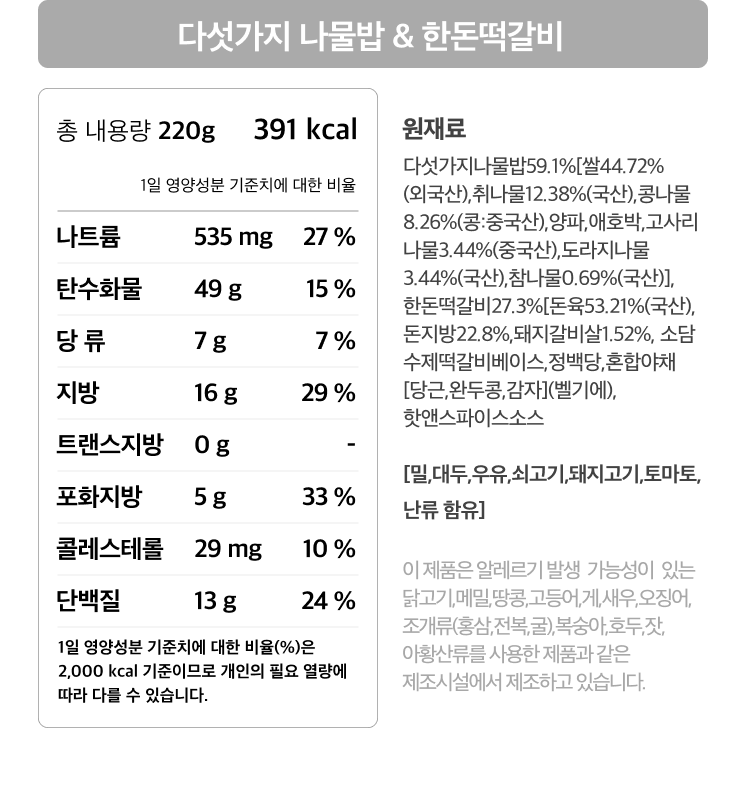 다섯가지 나물밥 & 한돈떡갈비
총 내용량 220g 391 kcal
1일 영양성분 기준치에 대한 비율
나트륨 535 mg 27 %
탄수화물 49 g 15 %
당 류 7 g 7 %
지방 16 g 29 %
트랜스지방 0 g -
포화지방 5 g 33 %
콜레스테롤 29 mg 10 %
단백질 13 g 24 %
1일 영양성분 기준치에 대한 비율(%)은
2,000 kcal 기준이므로 개인의 필요 열량에
따라 다를 수 있습니다.
원재료
다섯가지나물밥59.1%[쌀44.72%
(외국산),취나물12.38%(국산),콩나물
8.26%(콩:중국산),양파,애호박,고사리
나물3.44%(중국산),도라지나물
3.44%(국산),참나물0.69%(국산)],
한돈떡갈비27.3%[돈육53.21%(국산),
돈지방22.8%,돼지갈비살1.52%, 소담
수제떡갈비베이스,정백당,혼합야채
[당근,완두콩,감자](벨기에),
핫앤스파이스소스
[밀,대두,우유,쇠고기,돼지고기,토마토,
난류 함유]
이 제품은 알레르기 발생 가능성이 있는
닭고기,메밀,땅콩,고등어,게,새우,오징어,
조개류(홍삼,전복,굴),복숭아,호두,잣,
아황산류를 사용한 제품과 같은
제조시설에서 제조하고 있습니다.